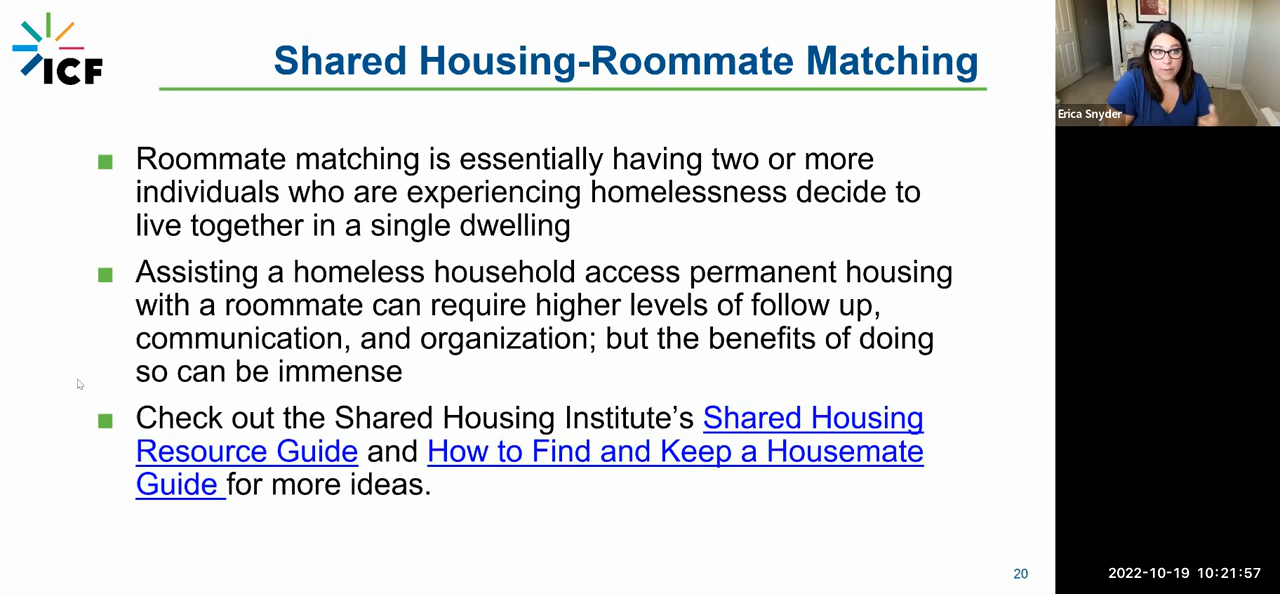 ICF
Shared Housing-Roommate Matching
Roommate matching is essentially having two or more
individuals who are experiencing homelessness decide to
live together in a single dwelling
Assisting a homeless household access permanent housing
with a roommate can require higher levels of follow up,
communication, and organization; but the benefits of doing
so can be immense
Check out the Shared Housing Institute’s Shared Housing
Resource Guide and How to Find and Keep a Housemate
Guide for more ideas.
20
Erica Snyder
2022-10-19 10:21:57